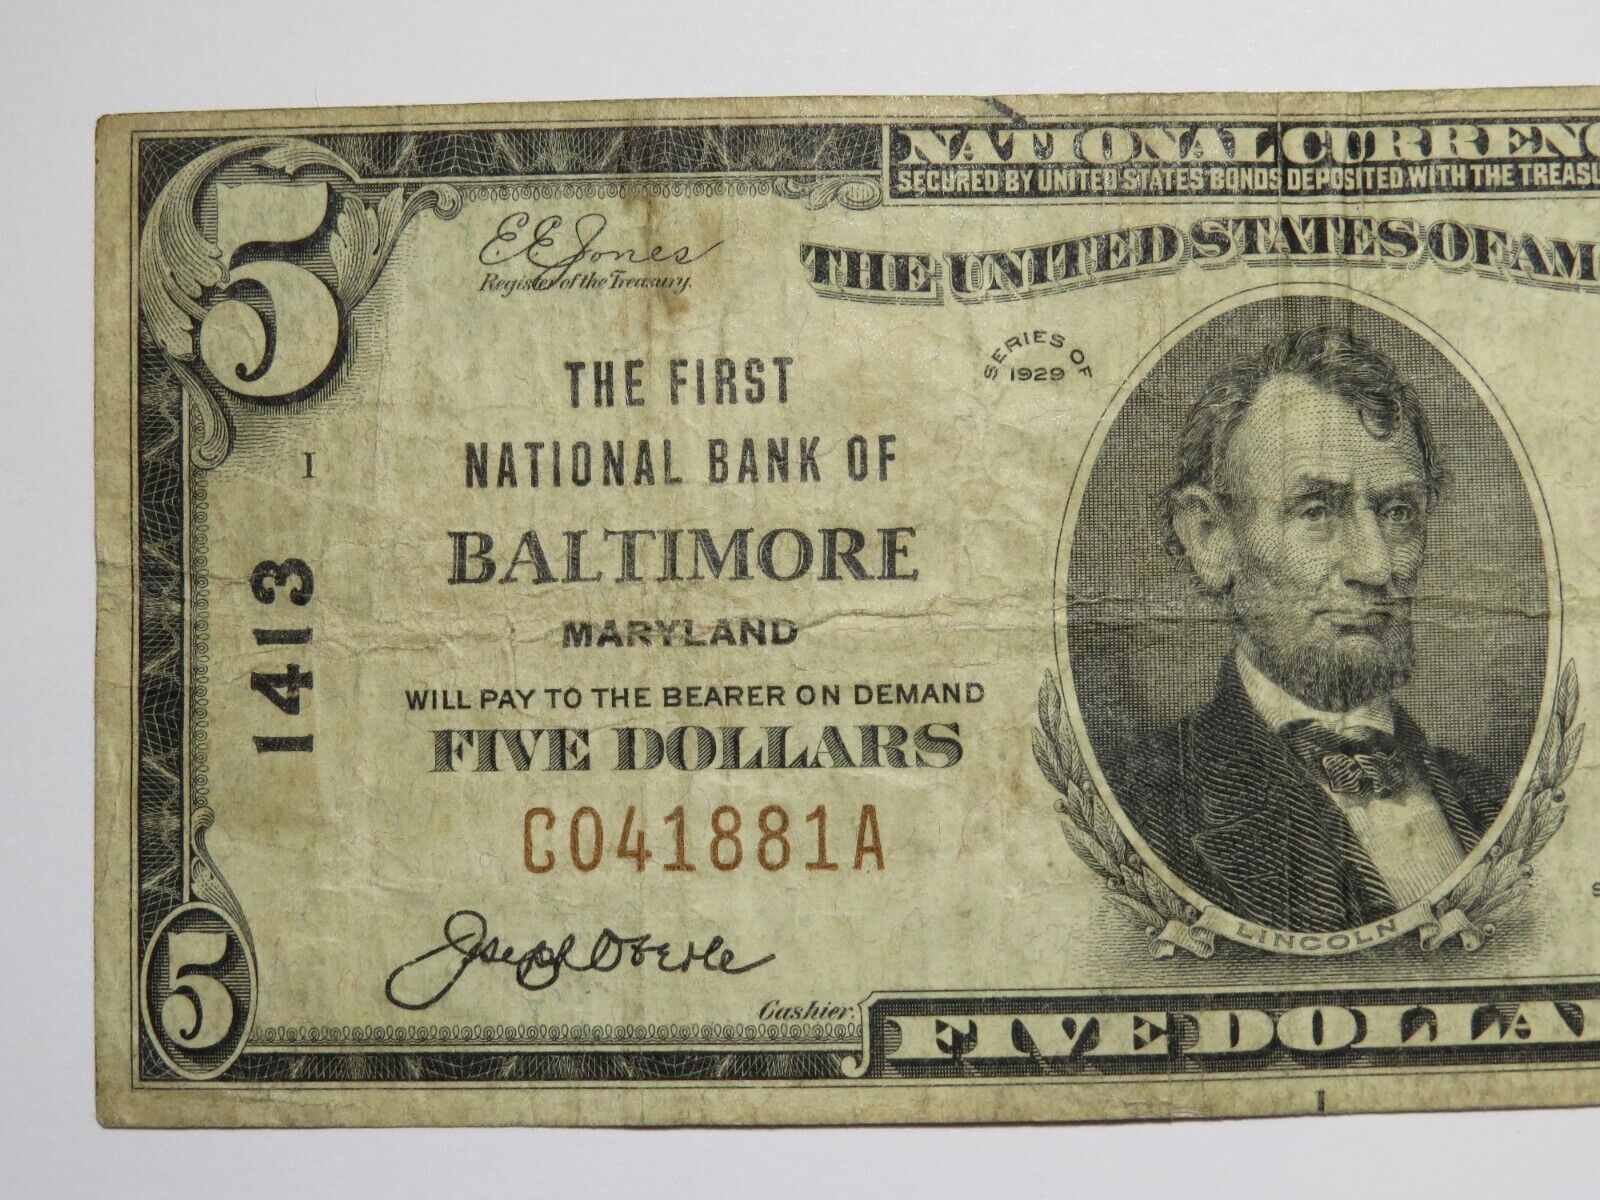 NATIONAL CURRENC
SECURED BY UNITED STATES BONDS DEPOSITED WITH THE TREASU
5
E.E. Jones
Register of the Treasury.
THE UNITED STATES OF AM
THE FIRST
SERIES OF
1929
NATIONAL BANK OF
I
BALTIMORE
1413
MARYLAND
WILL PAY TO THE BEARER ON DEMAND
FIVE DOLLARS
C041881A
S
LINCOLN
5
Joseph Oberle
Cashier.
FIVE DOLLA
I